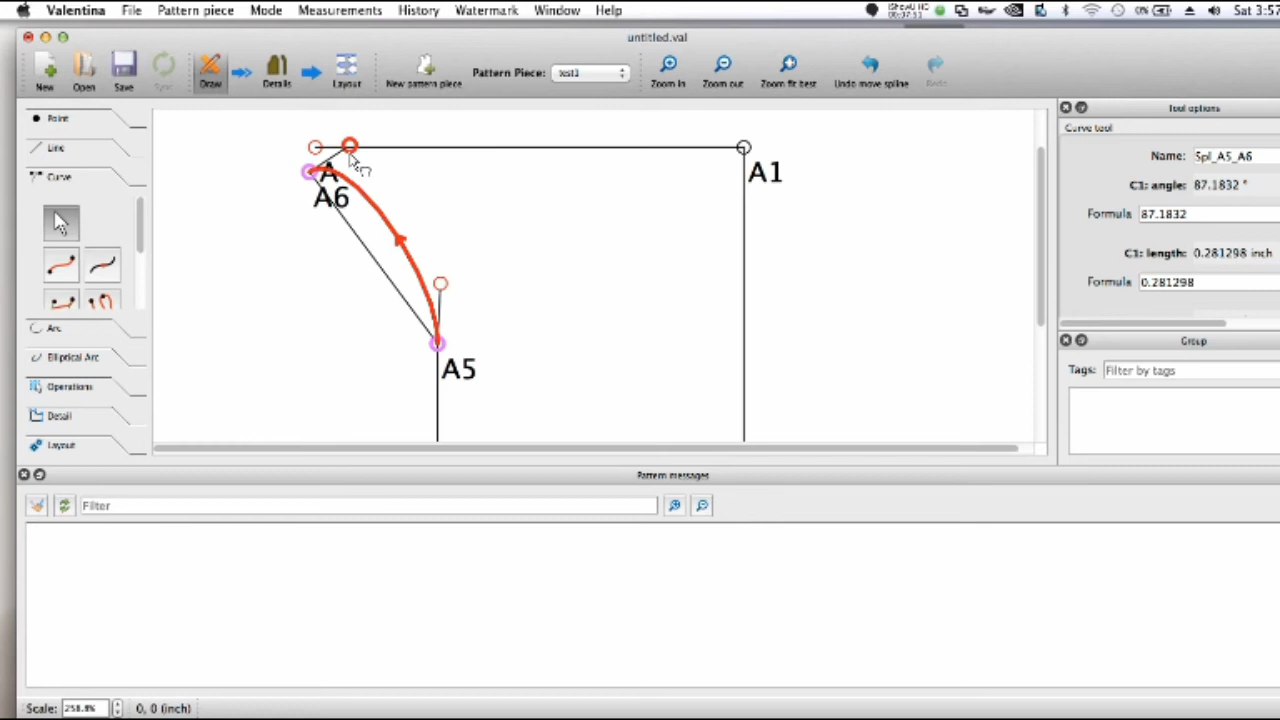 Valentina File Pattern piece Mode Measurements History Watermark Window Help 0% Sat 3:57
untitled.val
New Open Save Sync Draw Details Layout New pattern piece Pattern Piece: test1 Zoom in Zoom out Zoom fit best Undo move spline Redo
Point
Line
Curve
Arc
Elliptical Arc
Operations
Detail
Layout
A
A6
A1
A5
Tool options
Curve tool
Name: Spl_A5_A6
C1: angle: 87.1832 °
Formula 87.1832
C1: length: 0.281298 inch
Formula 0.281298
Group
Tags: Filter by tags
Pattern messages
Filter
Scale: 258.8% 0, 0 (inch)